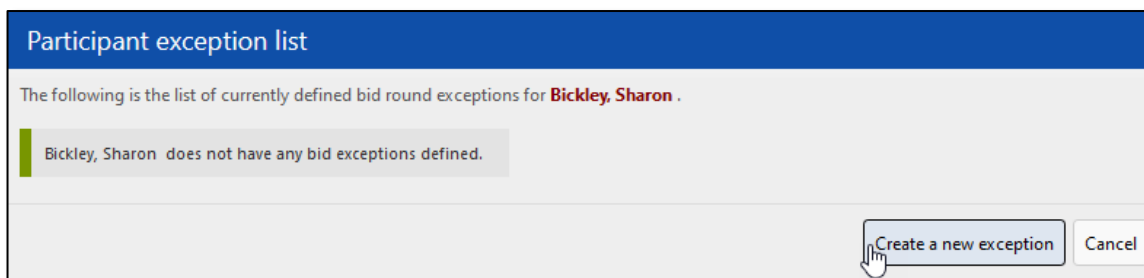 Participant exception list
The following is the list of currently defined bid round exceptions for Bickley, Sharon .
Bickley, Sharon does not have any bid exceptions defined.
Create a new exception Cancel